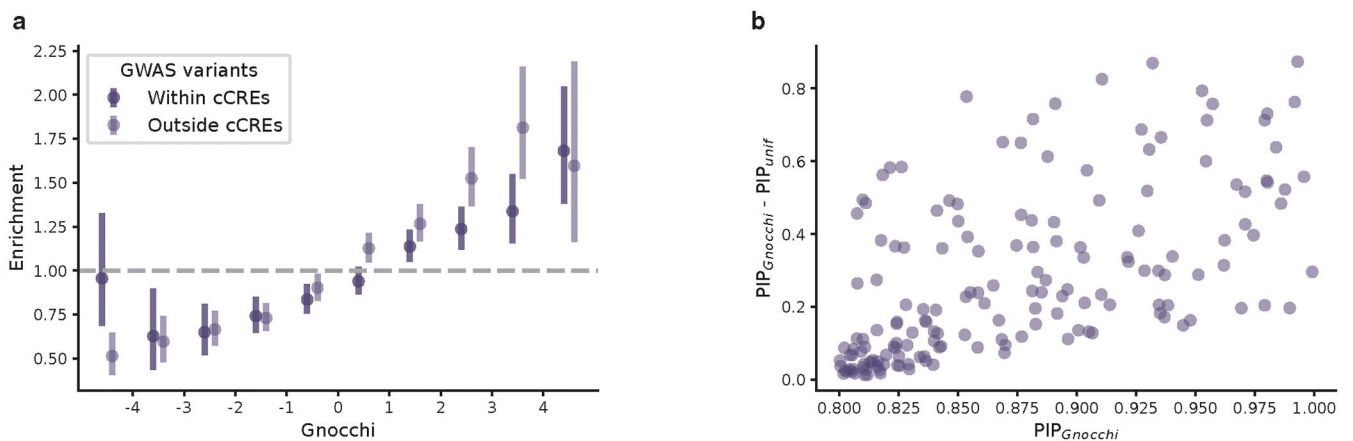 a
2.25
2.00
1.75
1.50
1.25
1.00
0.75
0.50
Enrichment
GWAS variants
Within cCREs
Outside cCREs
-4 -3 -2 -1 0 1 2 3 4
Gnocchi
b
0.8
0.6
0.4
0.2
0.0
PIP_Gnocchi - PIP_unif
0.800 0.825 0.850 0.875 0.900 0.925 0.950 0.975 1.000
PIP_Gnocchi